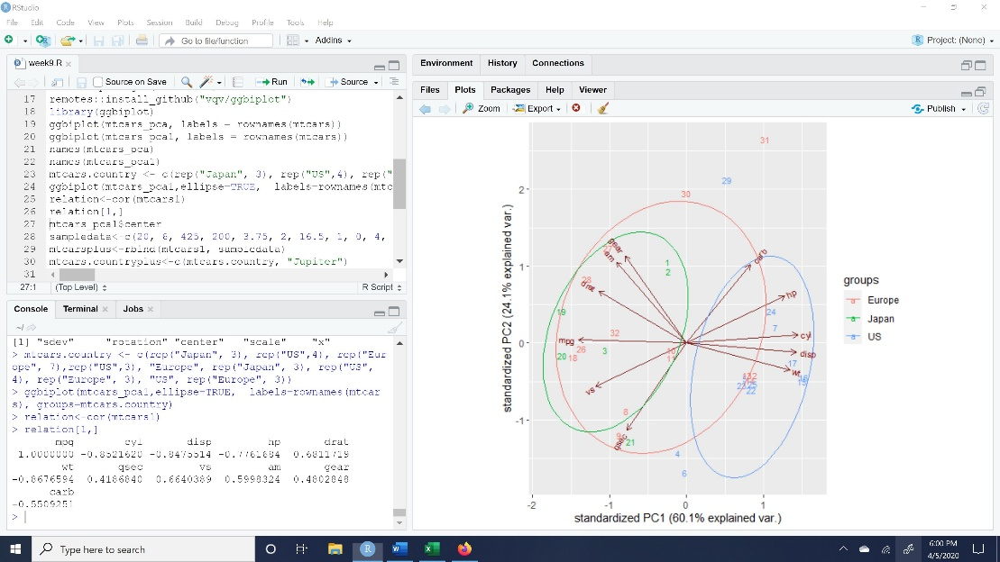 RStudio
File Edit Code View Plots Session Build Debug Profile Tools Help
Go to file/function Addins Project: (None)
week9.R
Source on Save Run Source
17 remotes::install_github("vqv/ggbiplot")
18 library(ggbiplot)
19 ggbiplot(mtcars_pca, labels = rownames(mtcars))
20 ggbiplot(mtcars_pca1, labels = rownames(mtcars))
21 names(mtcars_pca)
22 names(mtcars_pca1)
23 mtcars.country <- c(rep("Japan", 3), rep("US",4), rep("
24 ggbiplot(mtcars_pca1,ellipse=TRUE, labels=rownames(mtc
25 relation<-cor(mtcars1)
26 relation[1,]
27 mtcars_pca1$center
28 sampledata<-c(20, 6, 425, 200, 3.75, 2, 16.5, 1, 0, 4,
29 mtcarsplus<-rbind(mtcars1, sampledata)
30 mtcars.countryplus<-c(mtcars.country, "Jupiter")
31
27:1 (Top Level) R Script
Console Terminal Jobs
~/
[1] "sdev" "rotation" "center" "scale" "x"
> mtcars.country <- c(rep("Japan", 3), rep("US",4), rep("Eur
ope", 7),rep("US",3), "Europe", rep("Japan", 3), rep("US",
4), rep("Europe", 3), "US", rep("Europe", 3))
> ggbiplot(mtcars_pca1,ellipse=TRUE, labels=rownames(mtcar
s), groups=mtcars.country)
> relation<-cor(mtcars1)
> relation[1,]
mpg cyl disp hp drat
1.0000000 -0.8521620 -0.8475514 -0.7761684 0.6811719
wt qsec vs am gear
-0.8676594 0.4186840 0.6640389 0.5998324 0.4802848
carb
-0.5509251
>
Environment History Connections
Files Plots Packages Help Viewer
Zoom Export Publish
31
29
30
2
gear
am
carb
1
2
1
28
drat
hp
19
24
7
32
mpg
cyl
0
26
3
10
11
disp
20
18
17
wt
16
15
22
vs
8
-1
qsec
21
4
6
-2 -1 0 1
standardized PC1 (60.1% explained var.)
standardized PC2 (24.1% explained var.)
groups
a Europe
a Japan
a US
Type here to search
6:00 PM
4/5/2020